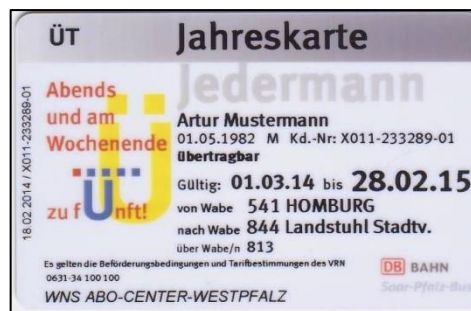 ÜT Jahreskarte
Jedermann
Abends
und am
Wochenende
Ü
zu fÜnft!
18.02.2014 / X011-233289-01
Artur Mustermann
01.05.1982 M Kd.-Nr: X011-233289-01
übertragbar
Gültig: 01.03.14 bis 28.02.15
von Wabe 541 HOMBURG
nach Wabe 844 Landstuhl Stadtv.
über Wabe/n 813
Es gelten die Beförderungsbedingungen und Tarifbestimmungen des VRN
0631-34 100 100
WNS ABO-CENTER-WESTPFALZ
DB BAHN
Saar-Pfalz-Bus